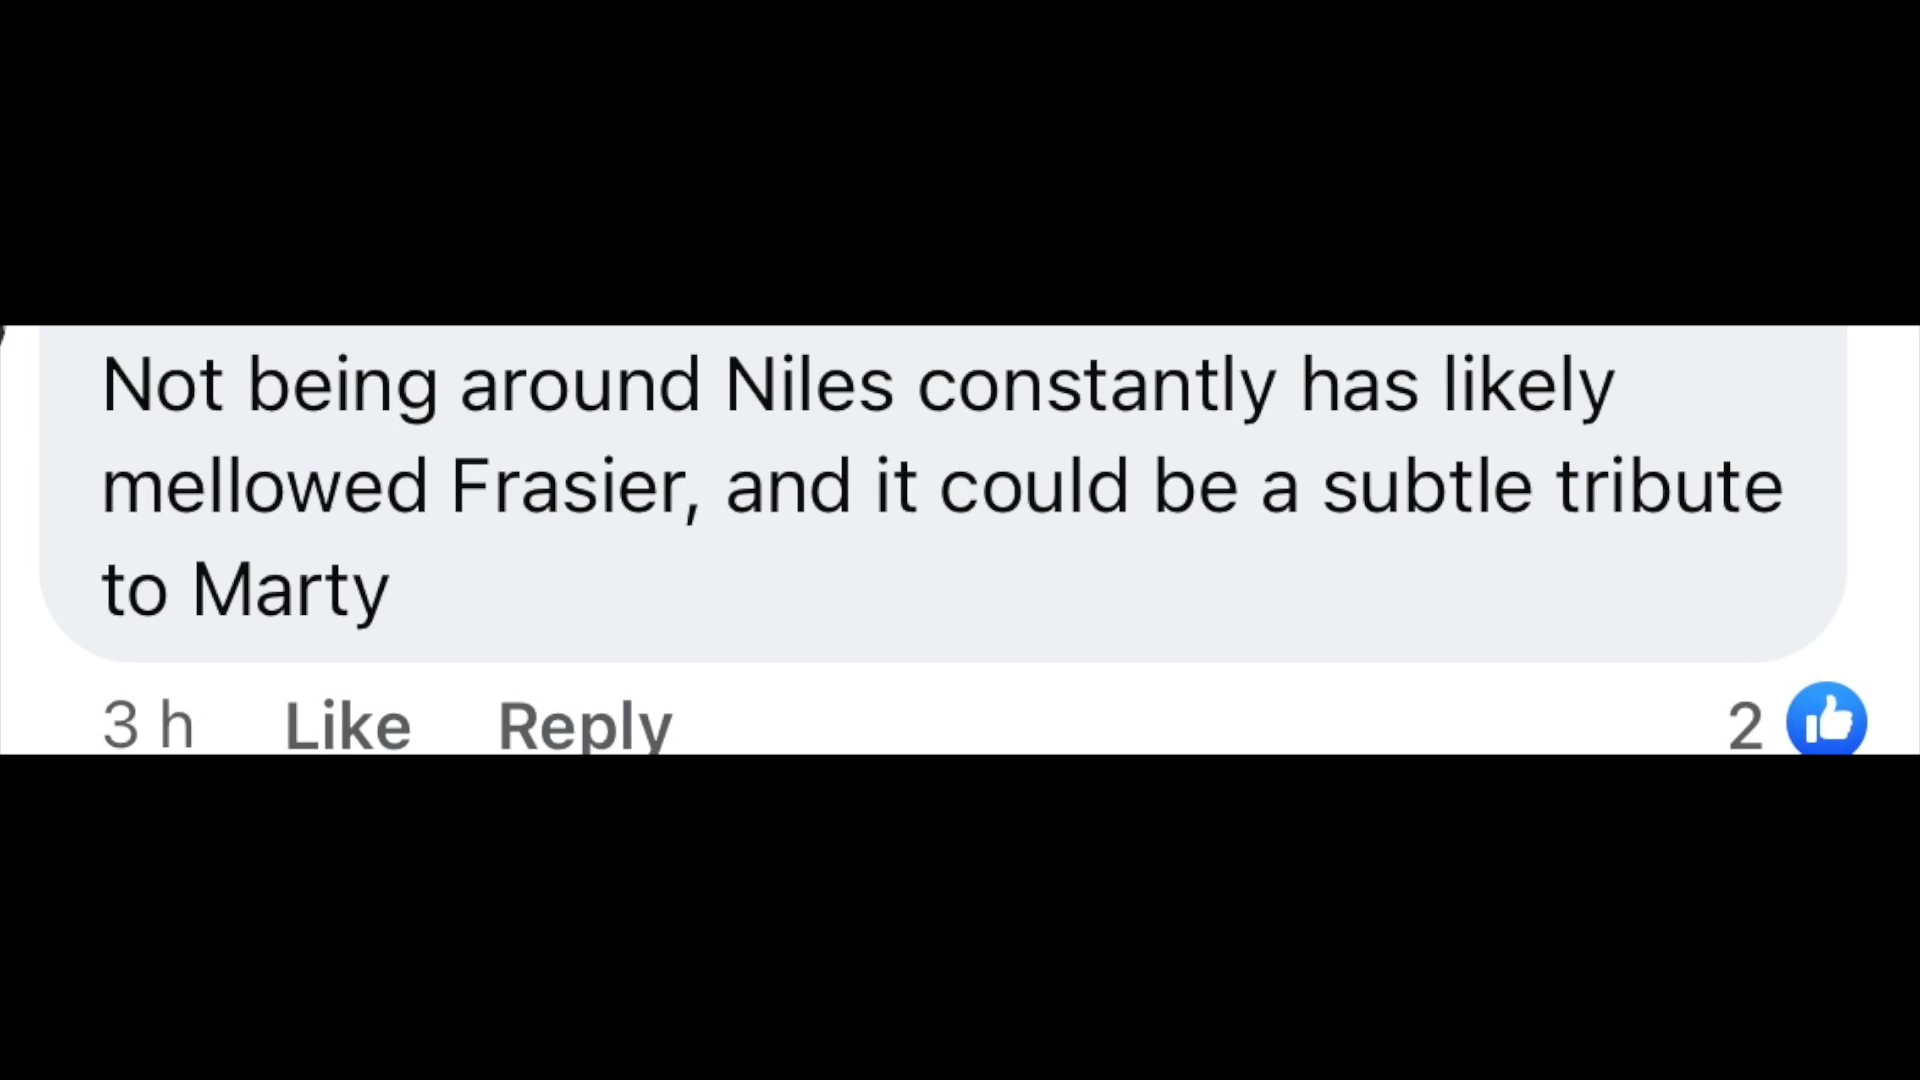 Not being around Niles constantly has likely
mellowed Frasier, and it could be a subtle tribute
to Marty
3 h Like Reply 2